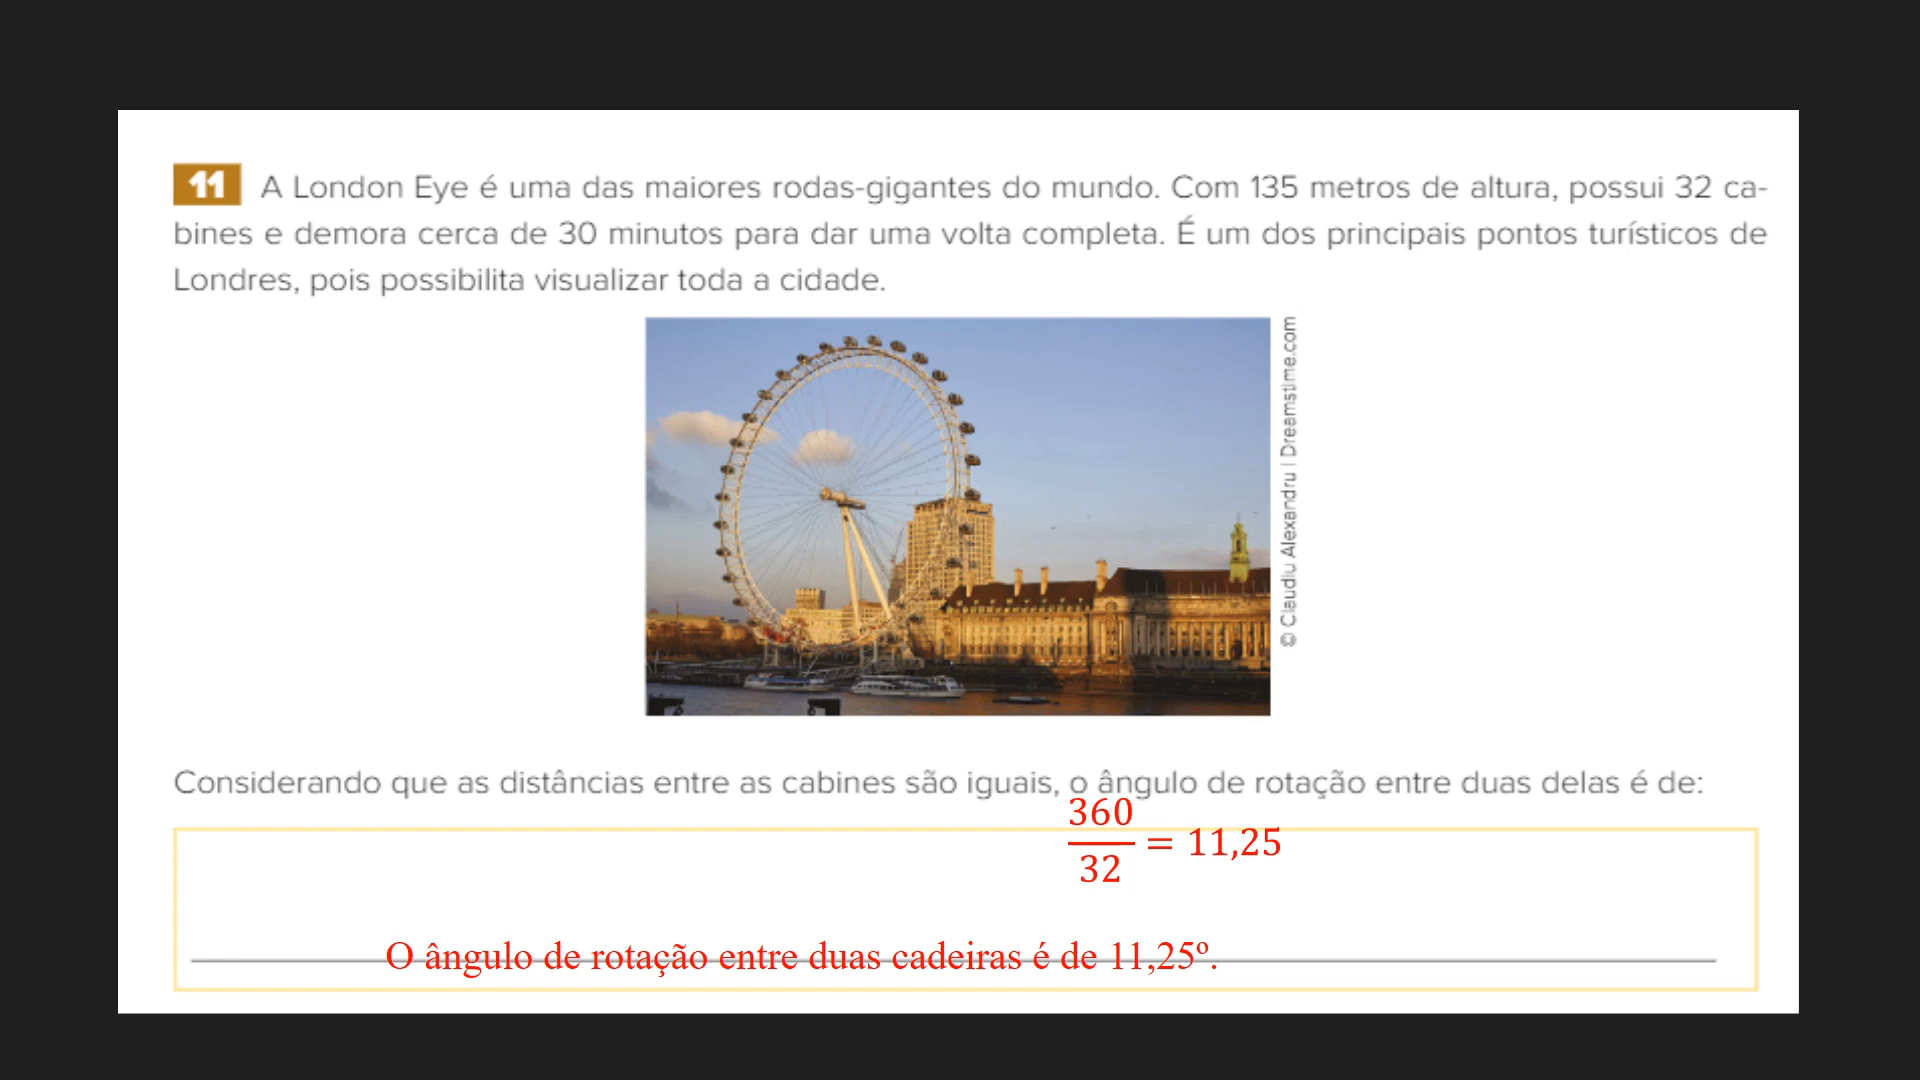 11 A London Eye é uma das maiores rodas-gigantes do mundo. Com 135 metros de altura, possui 32 ca-
bines e demora cerca de 30 minutos para dar uma volta completa. É um dos principais pontos turísticos de
Londres, pois possibilita visualizar toda a cidade.
© Claudiu Alexandru | Dreamstime.com
Considerando que as distâncias entre as cabines são iguais, o ângulo de rotação entre duas delas é de:
360
32
= 11,25
O ângulo de rotação entre duas cadeiras é de 11,25º.